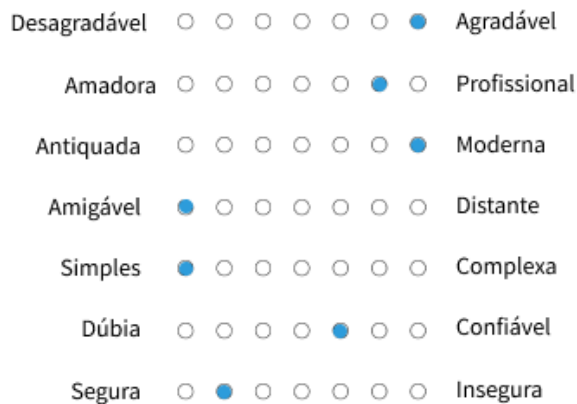 Desagradável Agradável
Amadora Profissional
Antiquada Moderna
Amigável Distante
Simples Complexa
Dúbia Confiável
Segura Insegura